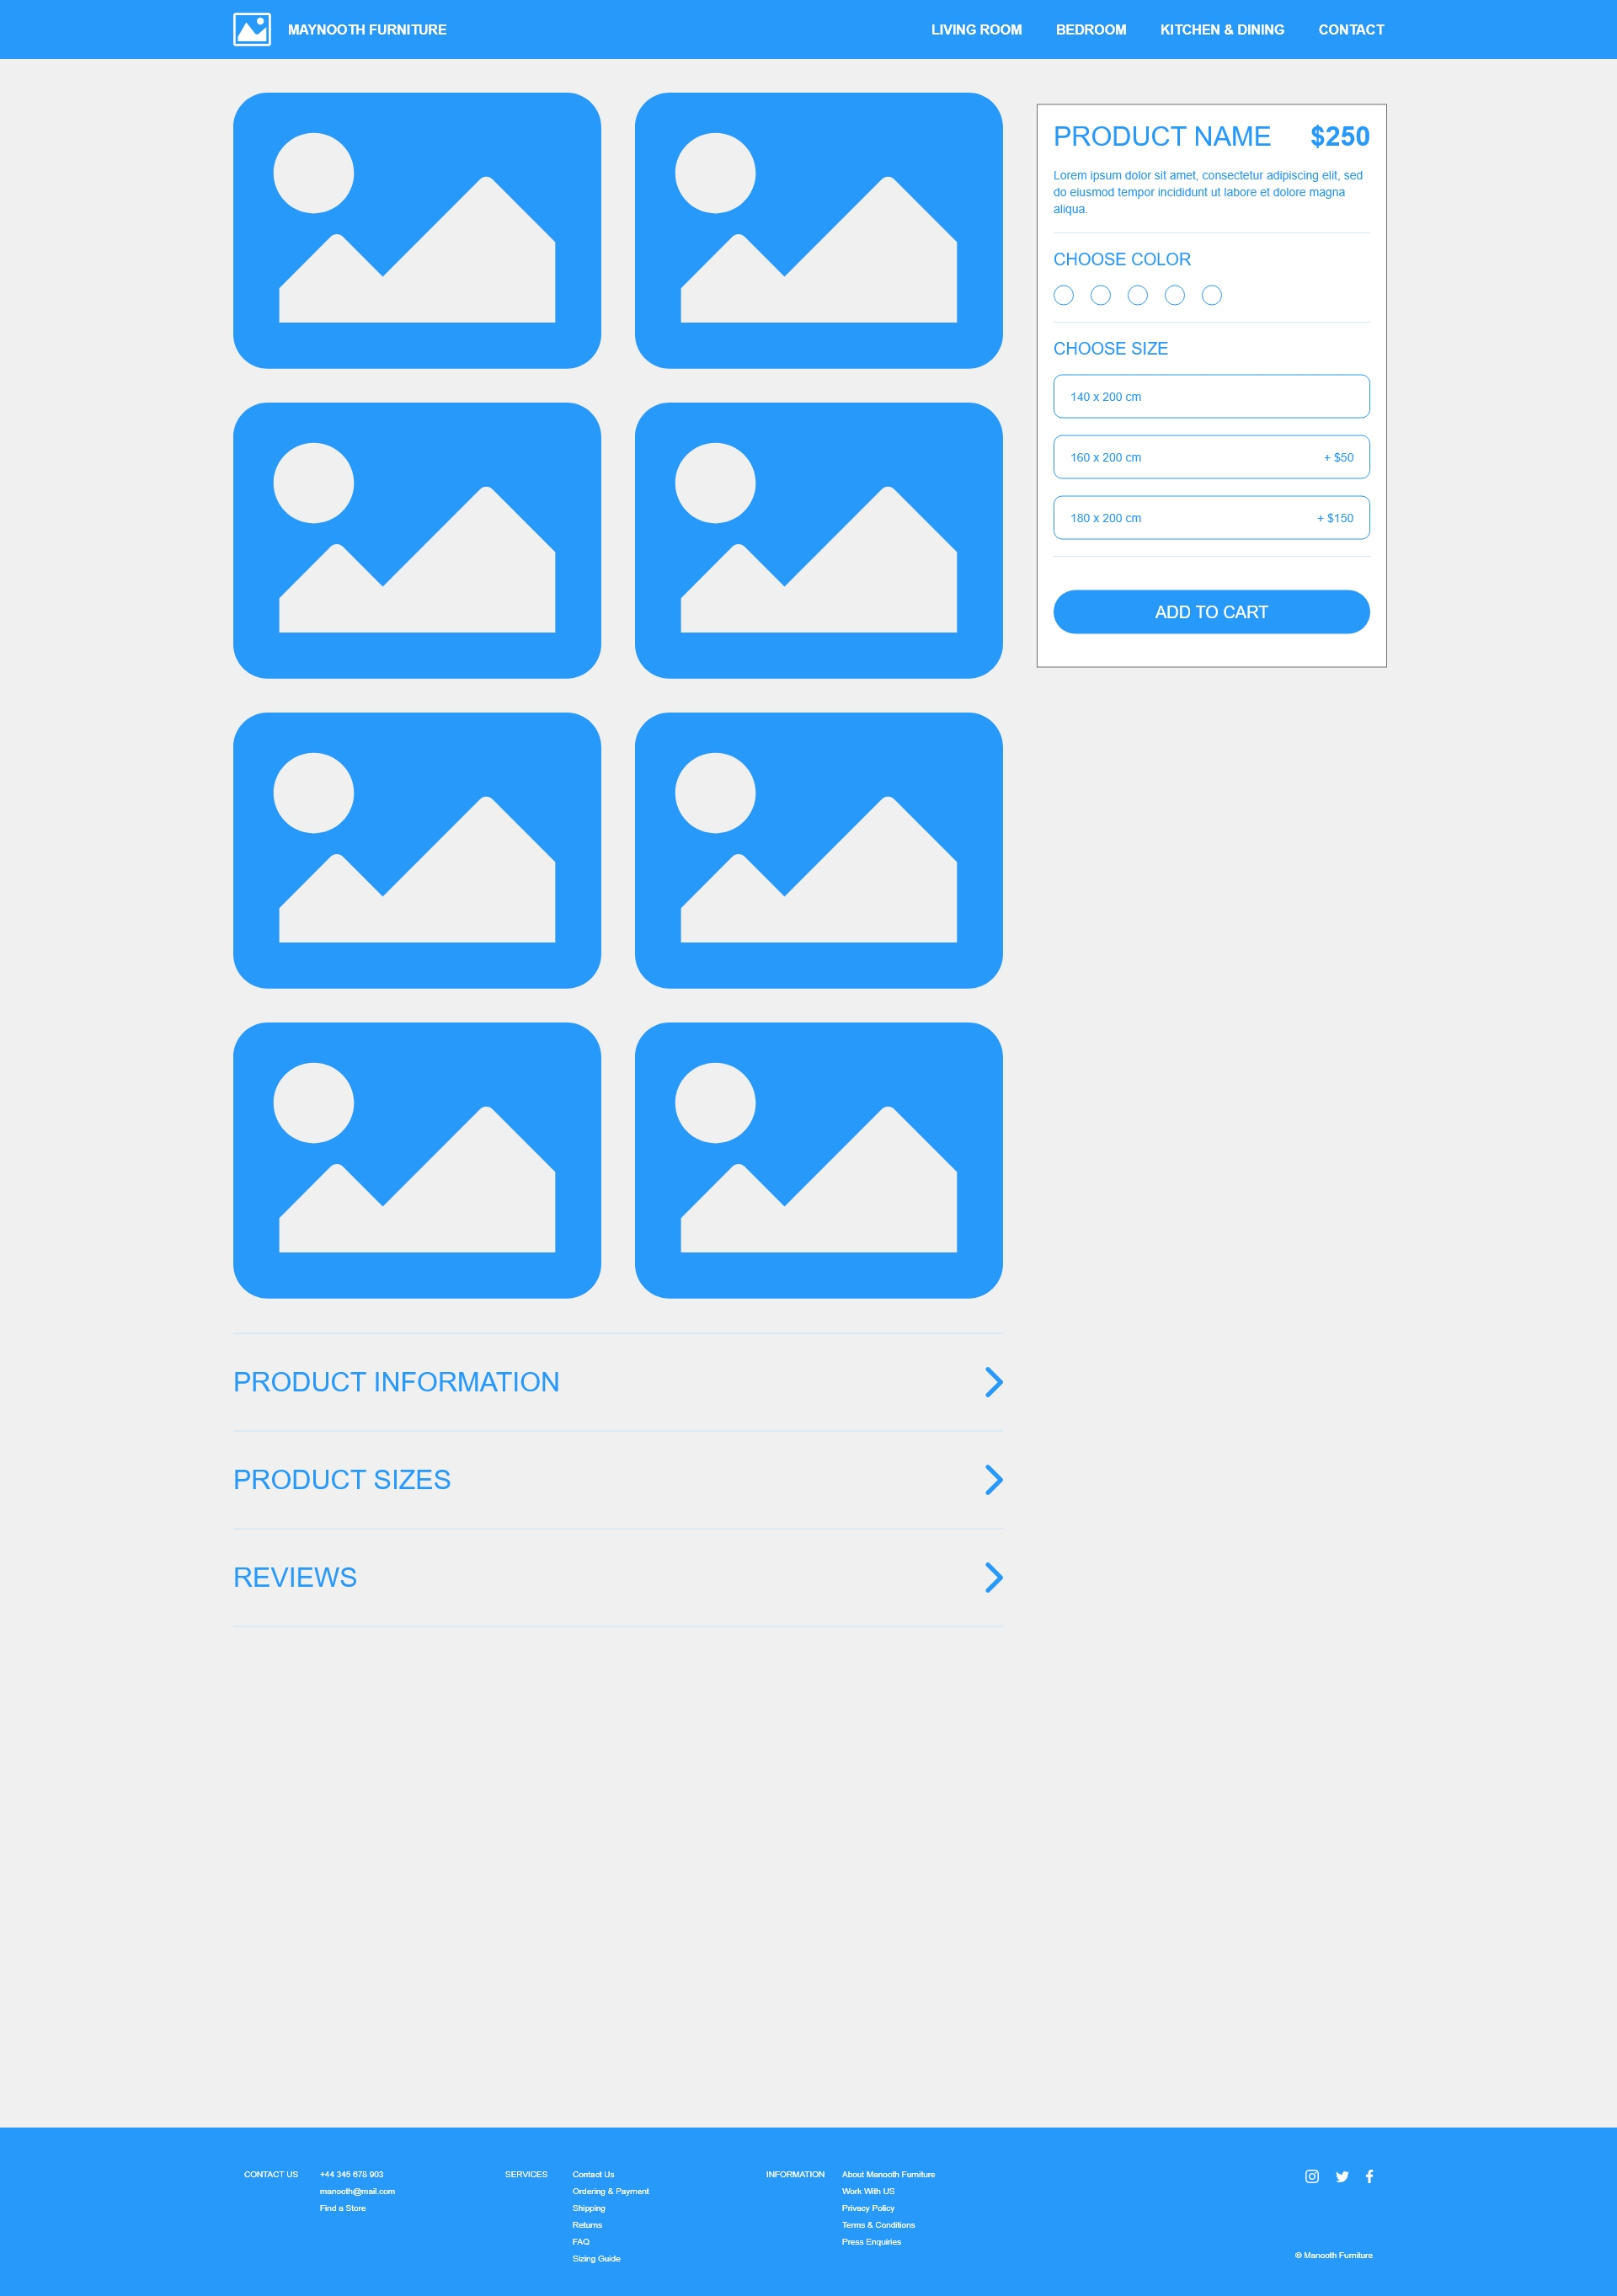 MAYNOOTH FURNITURE
LIVING ROOM
BEDROOM
KITCHEN & DINING
CONTACT
PRODUCT NAME
$250
Lorem ipsum dolor sit amet, consectetur adipiscing elit, sed
do eiusmod tempor incididunt ut labore et dolore magna
aliqua.
CHOOSE COLOR
CHOOSE SIZE
140 x 200 cm
160 x 200 cm
+ $50
180 x 200 cm
+ $150
ADD TO CART
PRODUCT INFORMATION
PRODUCT SIZES
REVIEWS
CONTACT US
+44 345 678 903
manooth@mail.com
Find a Store
SERVICES
Contact Us
Ordering & Payment
Shipping
Returns
FAQ
Sizing Guide
INFORMATION
About Manooth Furniture
Work With US
Privacy Policy
Terms & Conditions
Press Enquiries
© Manooth Furniture